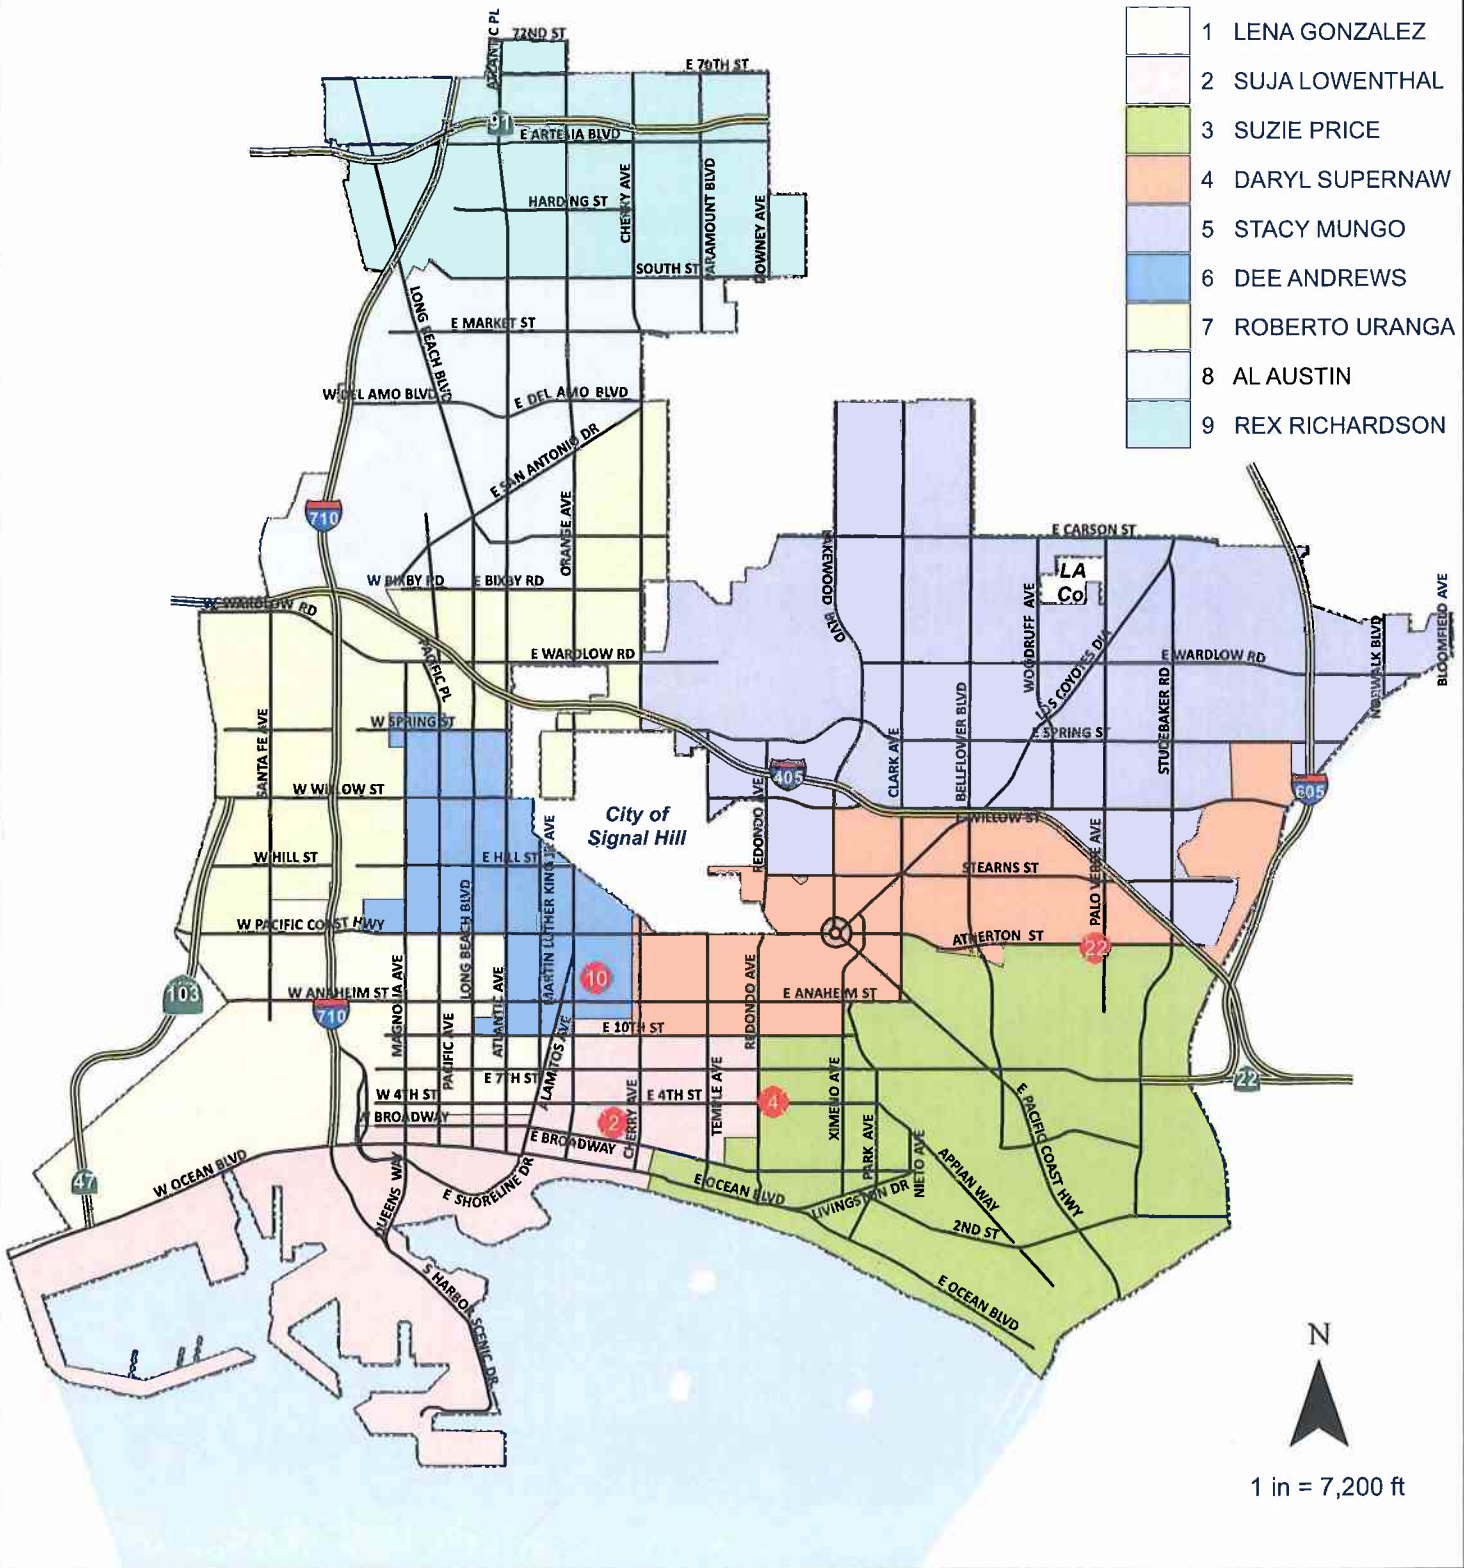 1 LENA GONZALEZ
2 SUJA LOWENTHAL
3 SUZIE PRICE
4 DARYL SUPERNAW
5 STACY MUNGO
6 DEE ANDREWS
7 ROBERTO URANGA
8 AL AUSTIN
9 REX RICHARDSON
ATLANTIC PL
72ND ST
E 70TH ST
91
E ARTESIA BLVD
HARDING ST
CHERRY AVE
PARAMOUNT BLVD
DOWNEY AVE
SOUTH ST
LONG BEACH BLVD
E MARKET ST
W DEL AMO BLVD
E DEL AMO BLVD
E SAN ANTONIO DR
710
ORANGE AVE
E CARSON ST
LAKEWOOD BLVD
LA
Co
W BIXBY RD
E BIXBY RD
W WARDLOW RD
WOODRUFF AVE
BLOOMFIELD AVE
PACIFIC PL
E WARDLOW RD
LOS COYOTES DIA
E WARDLOW RD
NORWALK BLVD
STUDEBAKER RD
SANTA FE AVE
W SPRING ST
BELLFLOWER BLVD
CLARK AVE
E SPRING ST
405
605
W WILLOW ST
City of
Signal Hill
REDONDO AVE
E WILLOW ST
PALO VERDE AVE
W HILL ST
E HILL ST
MARTIN LUTHER KING JR AVE
STEARNS ST
LONG BEACH BLVD
W PACIFIC COAST HWY
ATHERTON ST
22
10
103
W ANAHEIM ST
MAGNOLIA AVE
ATLANTIC AVE
REDONDO AVE
E ANAHEIM ST
710
PACIFIC AVE
ALAMITOS AVE
E 10TH ST
E 7TH ST
22
W 4TH ST
E 4TH ST
CHERRY AVE
TEMPLE AVE
4
XIMENO AVE
W BROADWAY
2
E BROADWAY
PARK AVE
NIETO AVE
E PACIFIC COAST HWY
APPIAN WAY
47
W OCEAN BLVD
QUEENS WAY
E SHORELINE DR
E OCEAN BLVD
LIVINGSTON DR
2ND ST
S HARBOR SCENIC DR
E OCEAN BLVD
N
1 in = 7,200 ft